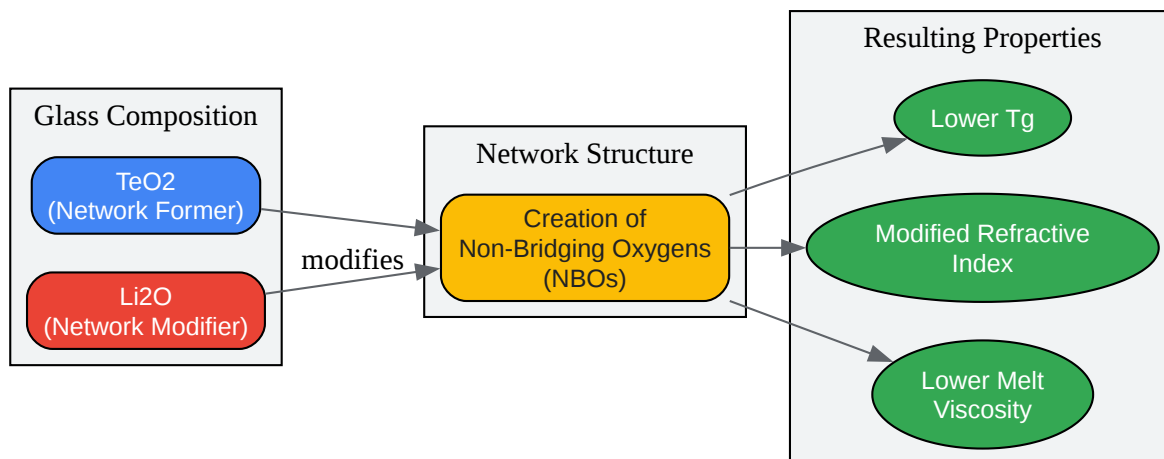 Glass Composition
TeO2
(Network Former)
Li2O
(Network Modifier)
modifies
Network Structure
Creation of
Non-Bridging Oxygens
(NBOs)
Resulting Properties
Lower Tg
Modified Refractive
Index
Lower Melt
Viscosity